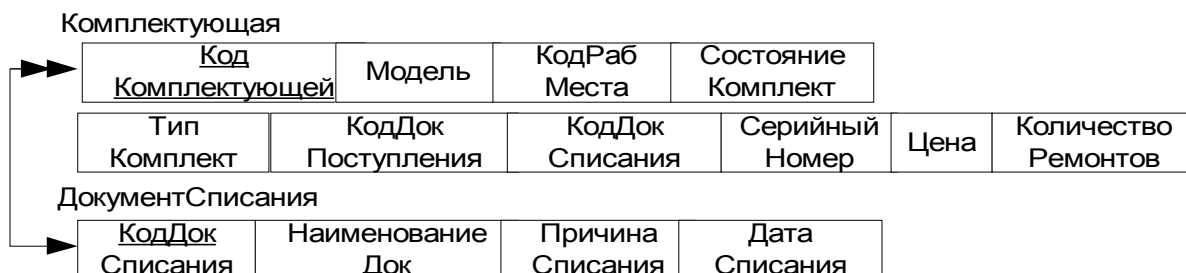 Комплектующая
Код Комплектующей Модель КодРаб Места Состояние Комплект
Тип Комплект КодДок Поступления КодДок Списания Серийный Номер Цена Количество Ремонтов
ДокументСписания
КодДок Списания Наименование Док Причина Списания Дата Списания